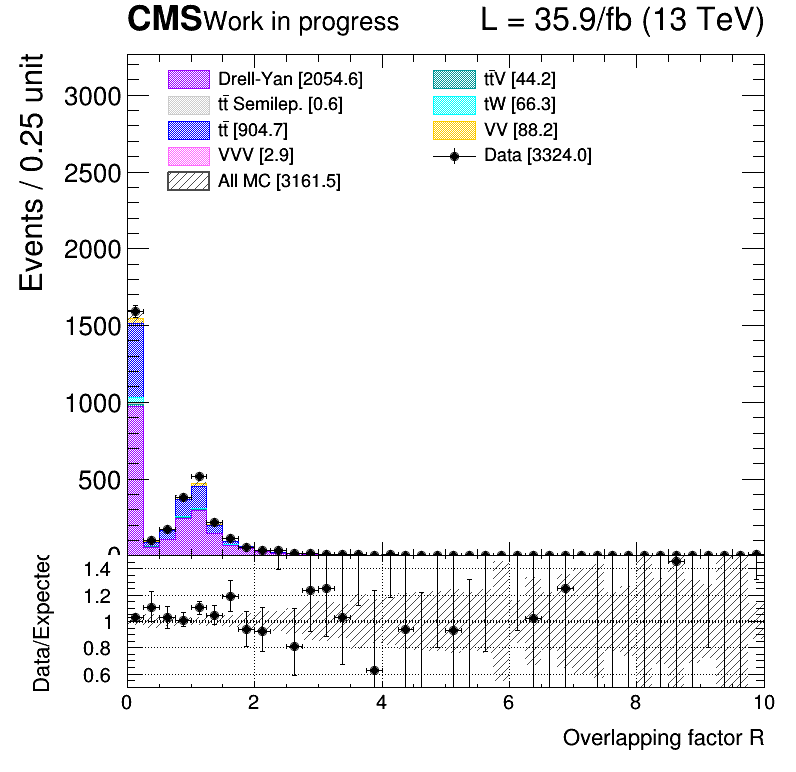 CMS Work in progress L = 35.9/fb (13 TeV)
Events / 0.25 unit
3000
2500
2000
1500
1000
500
0
Drell-Yan [2054.6]
tt̄ Semilep. [0.6]
tt̄ [904.7]
VVV [2.9]
All MC [3161.5]
tt̄V [44.2]
tW [66.3]
VV [88.2]
Data [3324.0]
Data/Expected
1.4
1.2
1
0.8
0.6
0 2 4 6 8 10
Overlapping factor R